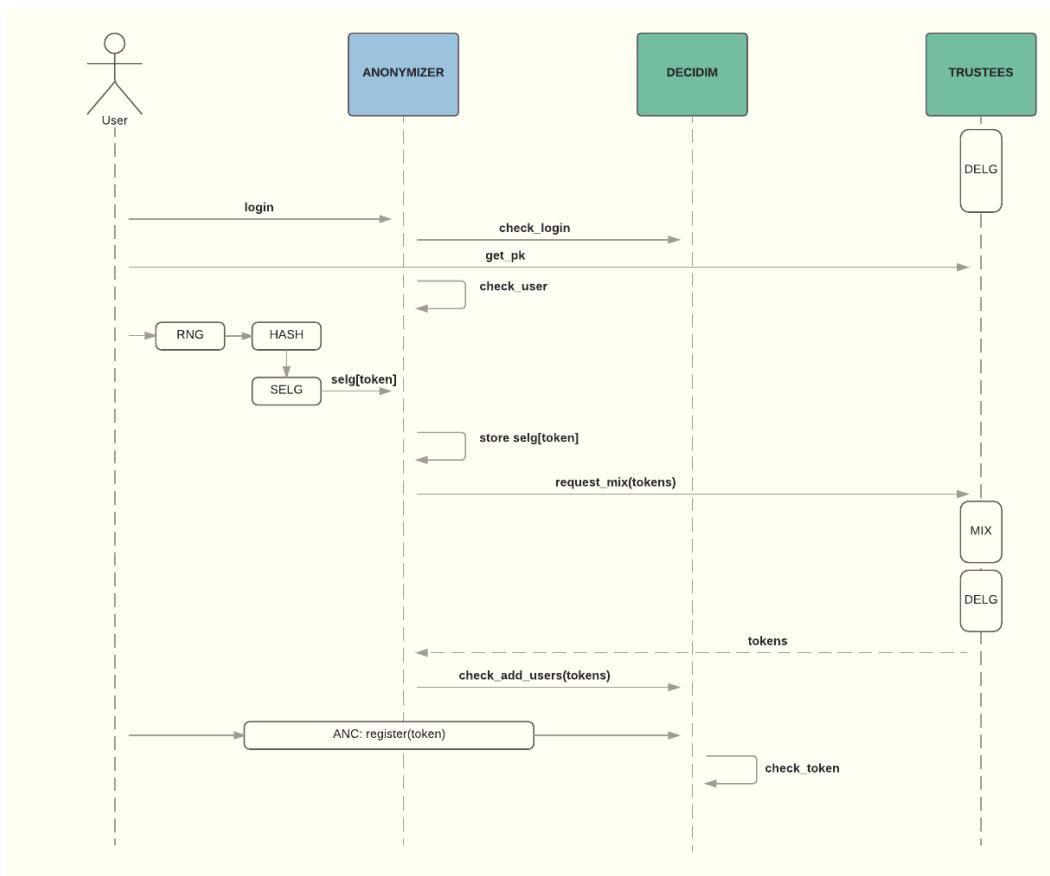 ANONYMIZER
DECIDIM
TRUSTEES
User
DELG
login
check_login
get_pk
check_user
RNG
HASH
SELG
selg[token]
store selg[token]
request_mix(tokens)
MIX
DELG
tokens
check_add_users(tokens)
ANC: register(token)
check_token